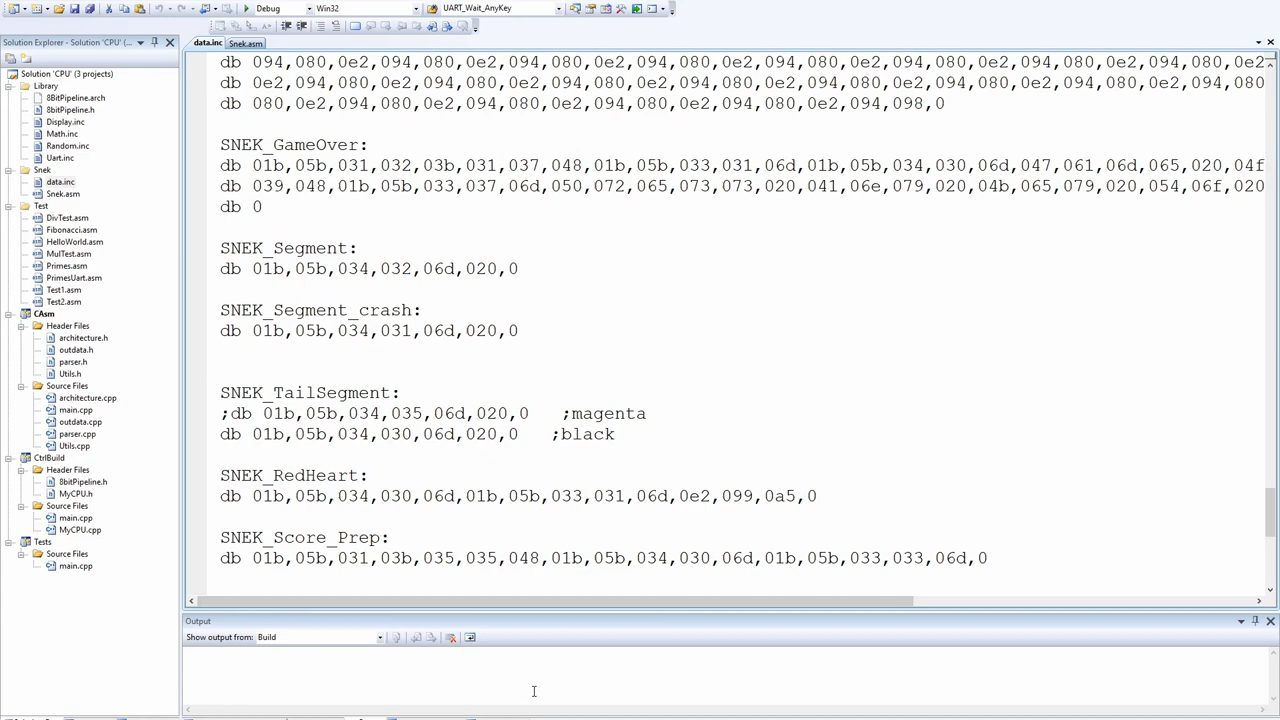 Debug Win32 UART_Wait_AnyKey
Solution Explorer - Solution 'CPU' (...
data.inc Snek.asm
Solution 'CPU' (3 projects)
Library
8BitPipeline.arch
8BitPipeline.h
Display.inc
Math.inc
Random.inc
Uart.inc
Snek
data.inc
Snek.asm
Test
DivTest.asm
Fibonacci.asm
HelloWorld.asm
MulTest.asm
Primes.asm
PrimesUart.asm
Test1.asm
Test2.asm
CAsm
Header Files
architecture.h
outdata.h
parser.h
Utils.h
Source Files
architecture.cpp
main.cpp
outdata.cpp
parser.cpp
Utils.cpp
CtrlBuild
Header Files
8bitPipeline.h
MyCPU.h
Source Files
main.cpp
MyCPU.cpp
Tests
Source Files
main.cpp
db 094,080,0e2,094,080,0e2,094,080,0e2,094,080,0e2,094,080,0e2,094,080,0e2,094,080,0e2,094,080,0e2
db 0e2,094,080,0e2,094,080,0e2,094,080,0e2,094,080,0e2,094,080,0e2,094,080,0e2,094,080,0e2,094,080
db 080,0e2,094,080,0e2,094,080,0e2,094,080,0e2,094,080,0e2,094,098,0
SNEK_GameOver:
db 01b,05b,031,032,03b,031,037,048,01b,05b,033,031,06d,01b,05b,034,030,06d,047,061,06d,065,020,04f
db 039,048,01b,05b,033,037,06d,050,072,065,073,073,020,041,06e,079,020,04b,065,079,020,054,06f,020
db 0
SNEK_Segment:
db 01b,05b,034,032,06d,020,0
SNEK_Segment_crash:
db 01b,05b,034,031,06d,020,0
SNEK_TailSegment:
;db 01b,05b,034,035,06d,020,0 ;magenta
db 01b,05b,034,030,06d,020,0 ;black
SNEK_RedHeart:
db 01b,05b,034,030,06d,01b,05b,033,031,06d,0e2,099,0a5,0
SNEK_Score_Prep:
db 01b,05b,031,03b,035,035,048,01b,05b,034,030,06d,01b,05b,033,033,06d,0
Output
Show output from: Build